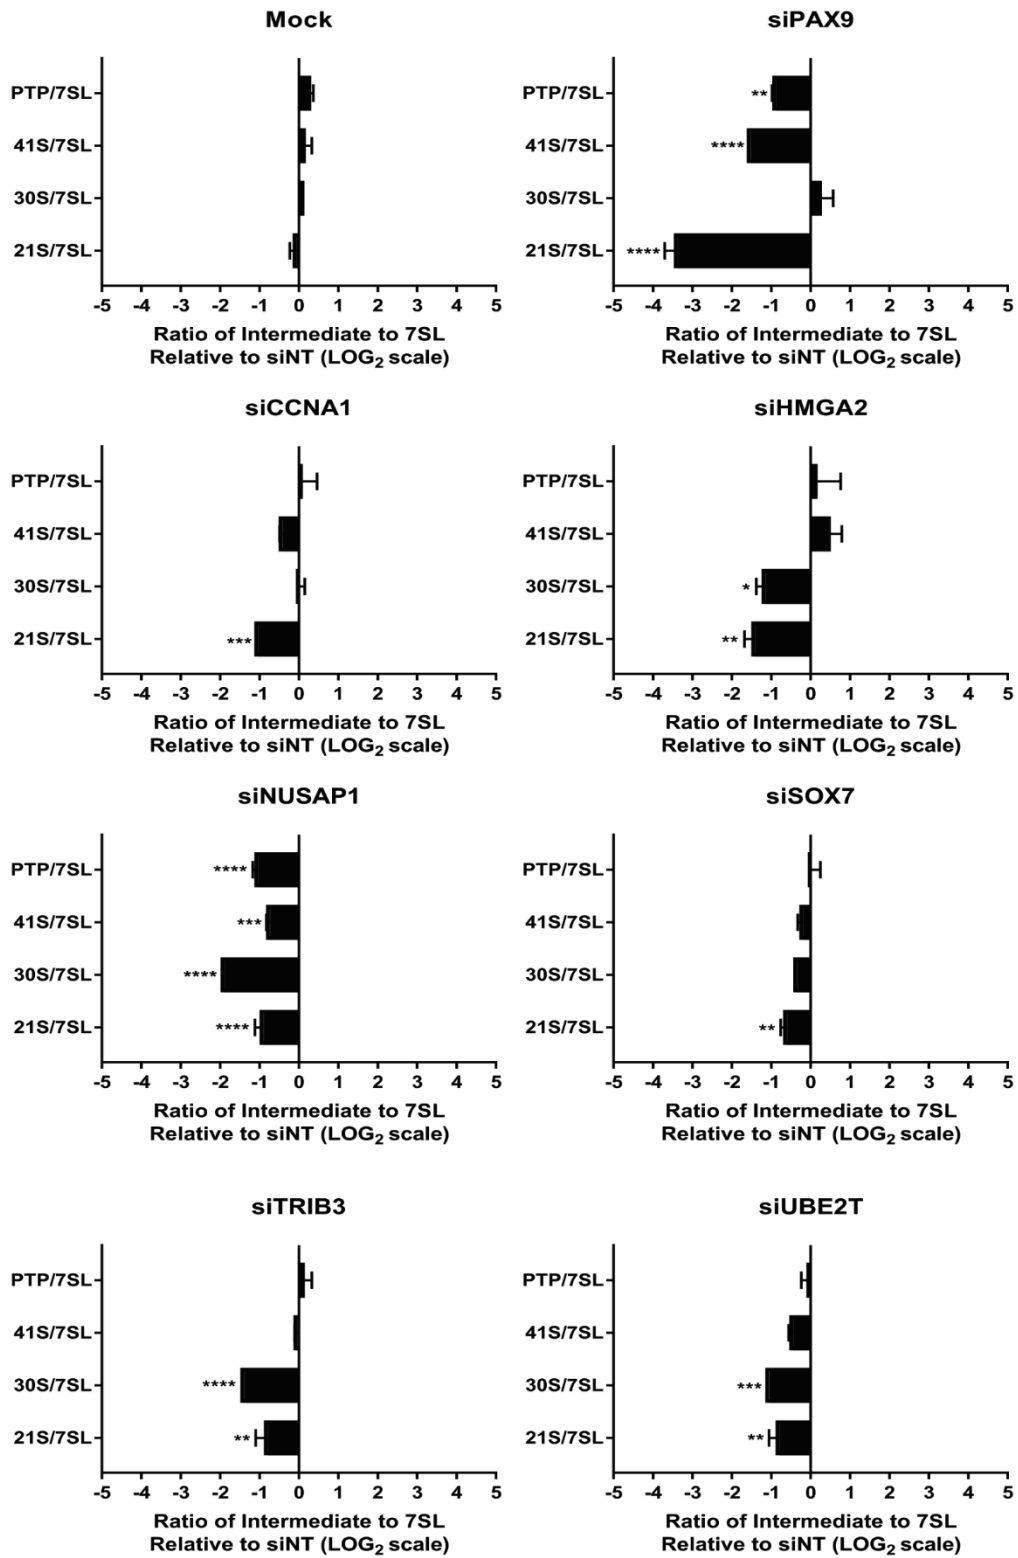 Mock
PTP/7SL
41S/7SL
30S/7SL
21S/7SL
-5 -4 -3 -2 -1 0 1 2 3 4 5
Ratio of Intermediate to 7SL
Relative to siNT (LOG2 scale)
siPAX9
PTP/7SL **
41S/7SL ****
30S/7SL
21S/7SL ****
-5 -4 -3 -2 -1 0 1 2 3 4 5
Ratio of Intermediate to 7SL
Relative to siNT (LOG2 scale)
siCCNA1
PTP/7SL
41S/7SL
30S/7SL
21S/7SL ***
-5 -4 -3 -2 -1 0 1 2 3 4 5
Ratio of Intermediate to 7SL
Relative to siNT (LOG2 scale)
siHMGA2
PTP/7SL
41S/7SL
30S/7SL *
21S/7SL **
-5 -4 -3 -2 -1 0 1 2 3 4 5
Ratio of Intermediate to 7SL
Relative to siNT (LOG2 scale)
siNUSAP1
PTP/7SL ****
41S/7SL ***
30S/7SL ****
21S/7SL ****
-5 -4 -3 -2 -1 0 1 2 3 4 5
Ratio of Intermediate to 7SL
Relative to siNT (LOG2 scale)
siSOX7
PTP/7SL
41S/7SL
30S/7SL
21S/7SL **
-5 -4 -3 -2 -1 0 1 2 3 4 5
Ratio of Intermediate to 7SL
Relative to siNT (LOG2 scale)
siTRIB3
PTP/7SL
41S/7SL
30S/7SL ****
21S/7SL **
-5 -4 -3 -2 -1 0 1 2 3 4 5
Ratio of Intermediate to 7SL
Relative to siNT (LOG2 scale)
siUBE2T
PTP/7SL
41S/7SL
30S/7SL ***
21S/7SL **
-5 -4 -3 -2 -1 0 1 2 3 4 5
Ratio of Intermediate to 7SL
Relative to siNT (LOG2 scale)